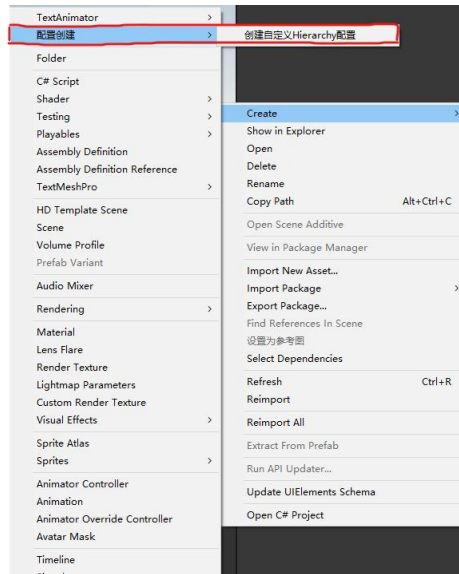 TextAnimator
配置创建
创建自定义Hierarchy配置
Folder
C# Script
Shader
Testing
Playables
Assembly Definition
Assembly Definition Reference
TextMeshPro
HD Template Scene
Scene
Volume Profile
Prefab Variant
Audio Mixer
Rendering
Material
Lens Flare
Render Texture
Lightmap Parameters
Custom Render Texture
Visual Effects
Sprite Atlas
Sprites
Animator Controller
Animation
Animator Override Controller
Avatar Mask
Timeline
Create
Show in Explorer
Open
Delete
Rename
Copy Path Alt+Ctrl+C
Open Scene Additive
View in Package Manager
Import New Asset...
Import Package
Export Package...
Find References In Scene
设置为参考图
Select Dependencies
Refresh Ctrl+R
Reimport
Reimport All
Extract From Prefab
Run API Updater...
Update UIElements Schema
Open C# Project